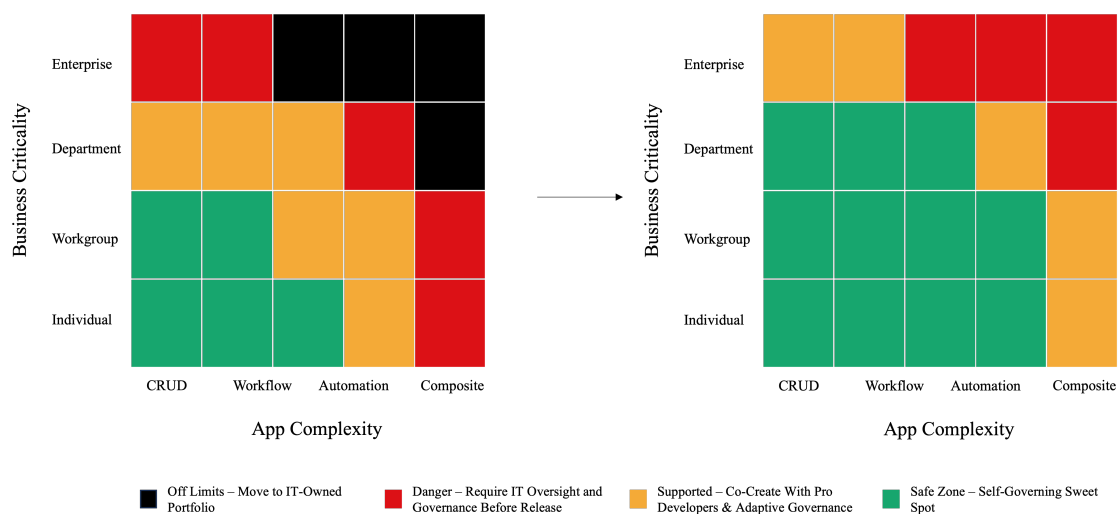 Business Criticality
Enterprise
Department
Workgroup
Individual
CRUD
Workflow
Automation
Composite
App Complexity
Business Criticality
Enterprise
Department
Workgroup
Individual
CRUD
Workflow
Automation
Composite
App Complexity
Off Limits – Move to IT-Owned
Portfolio
Danger – Require IT Oversight and
Governance Before Release
Supported – Co-Create With Pro
Developers & Adaptive Governance
Safe Zone – Self-Governing Sweet
Spot